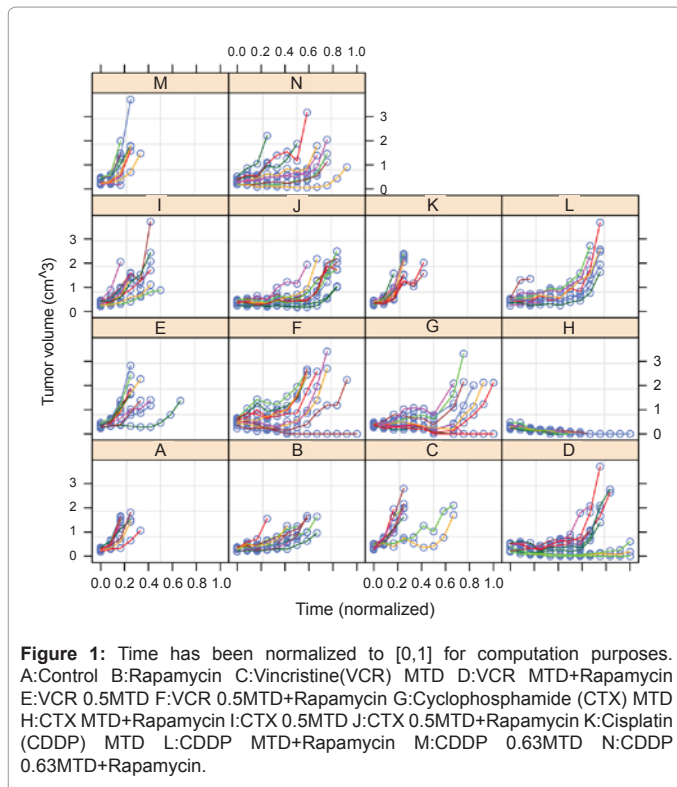 0.0 0.2 0.4 0.6 0.8 1.0
M
N
3
2
1
0
I
J
K
L
3
2
1
0
Tumor volume (cm^3)
E
F
G
H
3
2
1
0
A
B
C
D
3
2
1
0
0.0 0.2 0.4 0.6 0.8 1.0
0.0 0.2 0.4 0.6 0.8 1.0
Time (normalized)
Figure 1: Time has been normalized to [0,1] for computation purposes.
A:Control B:Rapamycin C:Vincristine(VCR) MTD D:VCR MTD+Rapamycin
E:VCR 0.5MTD F:VCR 0.5MTD+Rapamycin G:Cyclophosphamide (CTX) MTD
H:CTX MTD+Rapamycin I:CTX 0.5MTD J:CTX 0.5MTD+Rapamycin K:Cisplatin
(CDDP) MTD L:CDDP MTD+Rapamycin M:CDDP 0.63MTD N:CDDP
0.63MTD+Rapamycin.